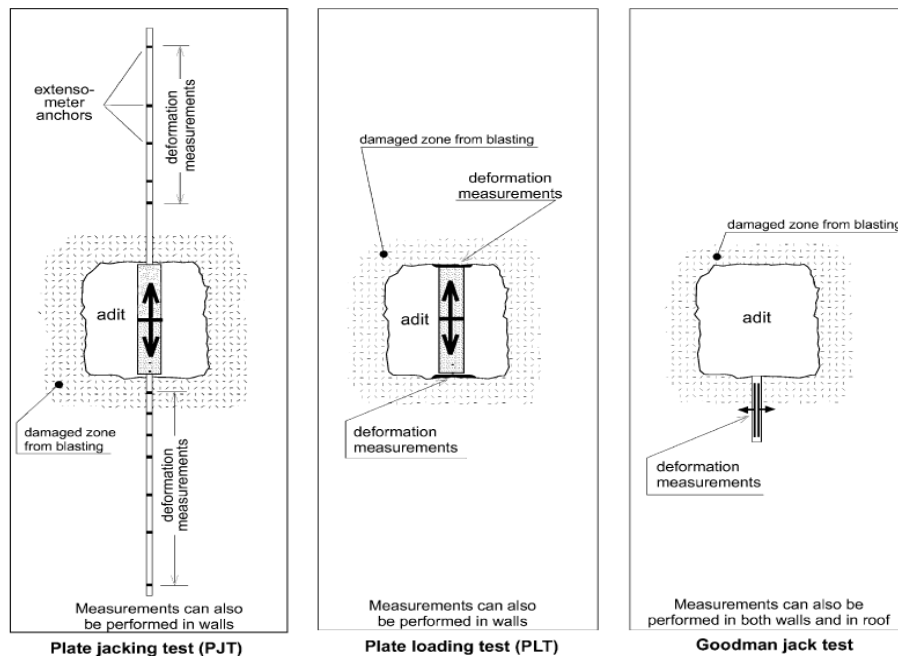 extenso-
meter
anchors
deformation
measurements
adit
damaged zone
from blasting
deformation
measurements
Measurements can also
be performed in walls
Plate jacking test (PJT)
damaged zone from blasting
deformation
measurements
adit
deformation
measurements
Measurements can also
be performed in walls
Plate loading test (PLT)
damaged zone from blasting
adit
deformation
measurements
Measurements can also be
performed in both walls and in roof
Goodman jack test